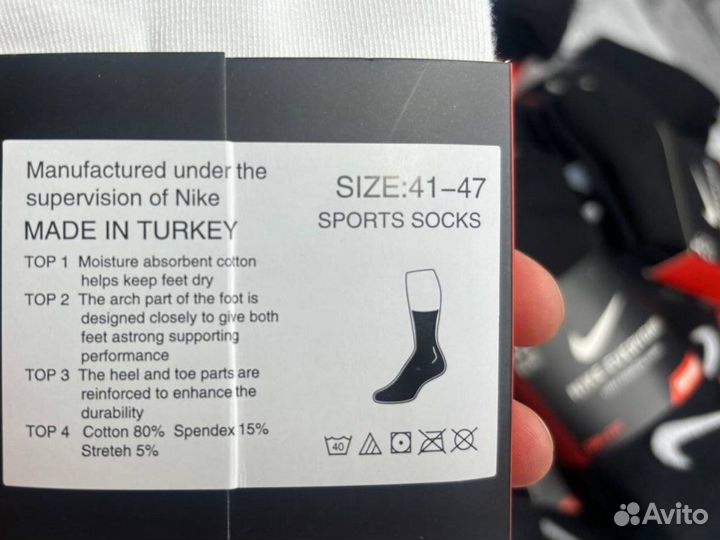 Manufactured under the
supervision of Nike
MADE IN TURKEY
TOP 1 Moisture absorbent cotton
helps keep feet dry
TOP 2 The arch part of the foot is
designed closely to give both
feet astrong supporting
performance
TOP 3 The heel and toe parts are
reinforced to enhance the
durability
TOP 4 Cotton 80% Spendex 15%
Streteh 5%
SIZE:41-47
SPORTS SOCKS
40
NIKE
Avito